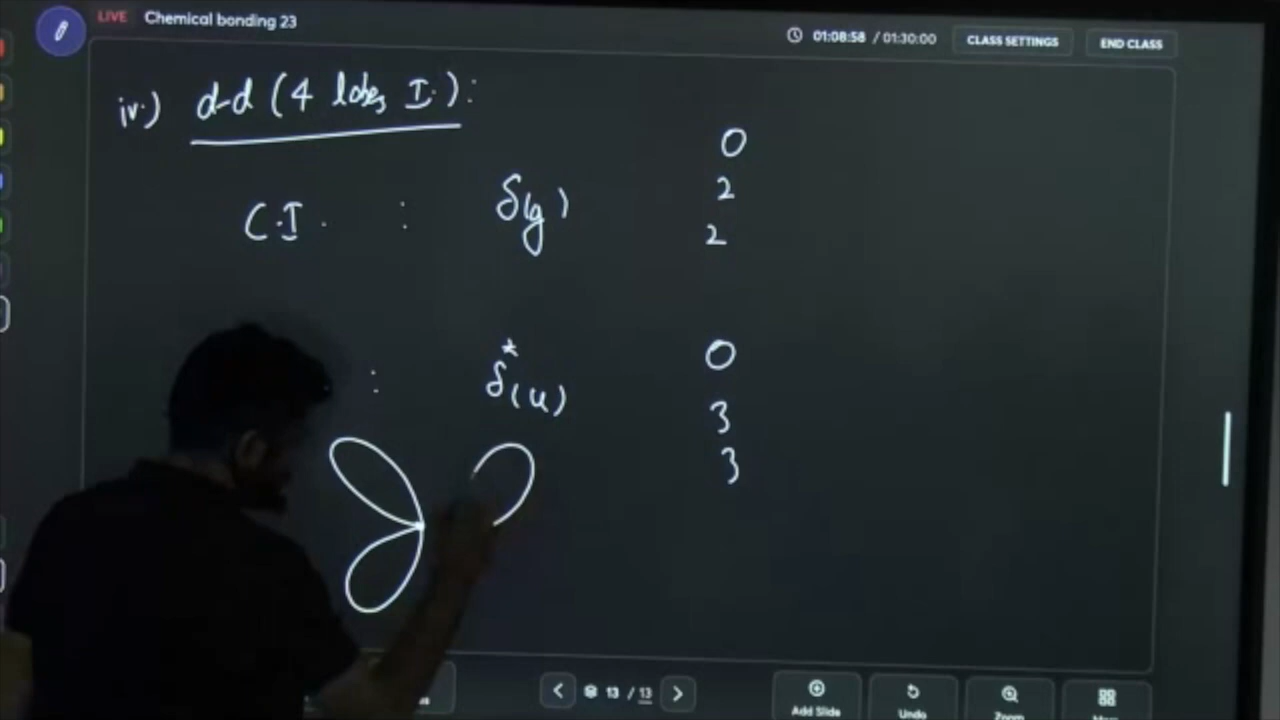 LIVE Chemical bonding 23
01:08:58 / 01:30:00 CLASS SETTINGS END CLASS
iv.) d-d (4 lobes I.):
C.I. : δ(g)
0
2
2
: δ*(u)
0
3
3
13 / 13
Add Slide Undo Zoom